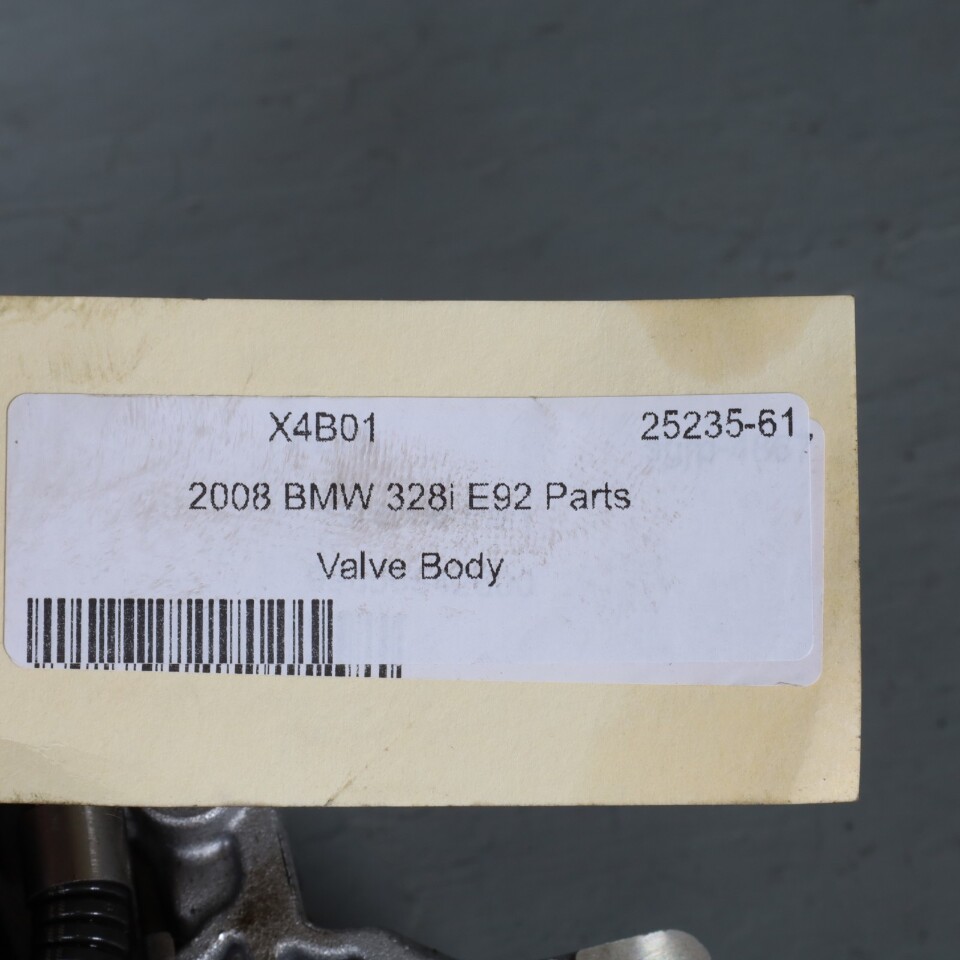 X4B01 25235-61
2008 BMW 328i E92 Parts
Valve Body